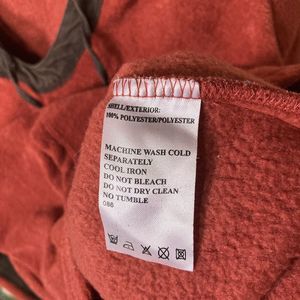 SHELL/EXTERIOR:
100% POLYESTER/POLYESTER
MACHINE WASH COLD
SEPARATELY
COOL IRON
DO NOT BLEACH
DO NOT DRY CLEAN
NO TUMBLE
086